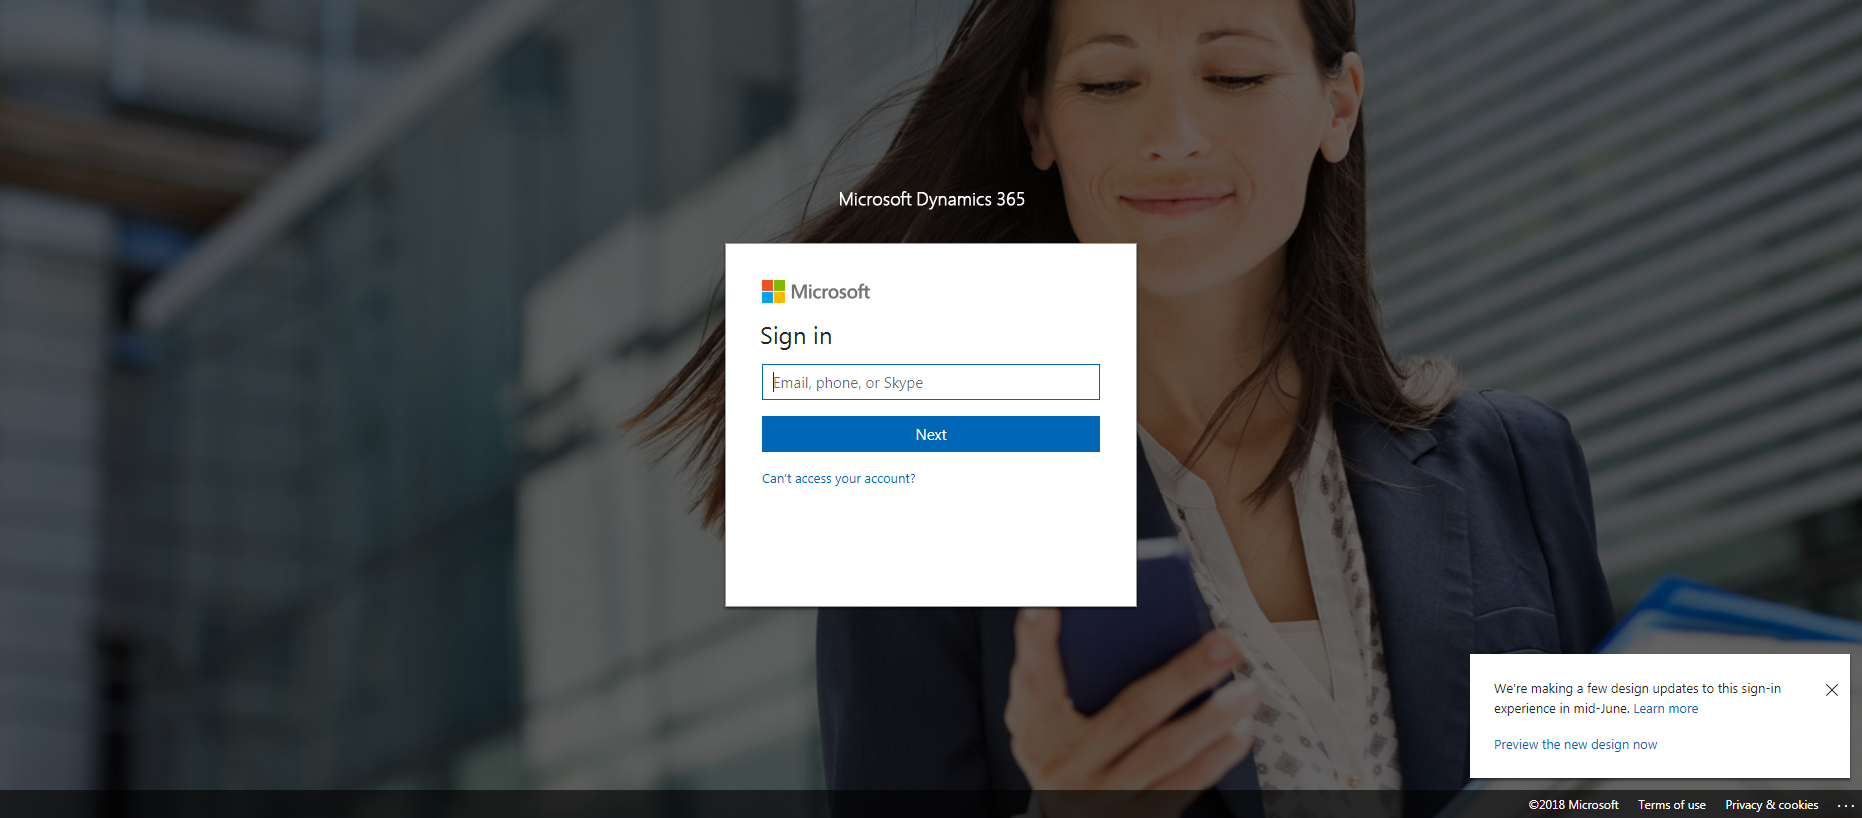 Microsoft Dynamics 365
Microsoft
Sign in
Email, phone, or Skype
Next
Can't access your account?
We're making a few design updates to this sign-in
experience in mid-June. Learn more
Preview the new design now
©2018 Microsoft Terms of use Privacy & cookies ...